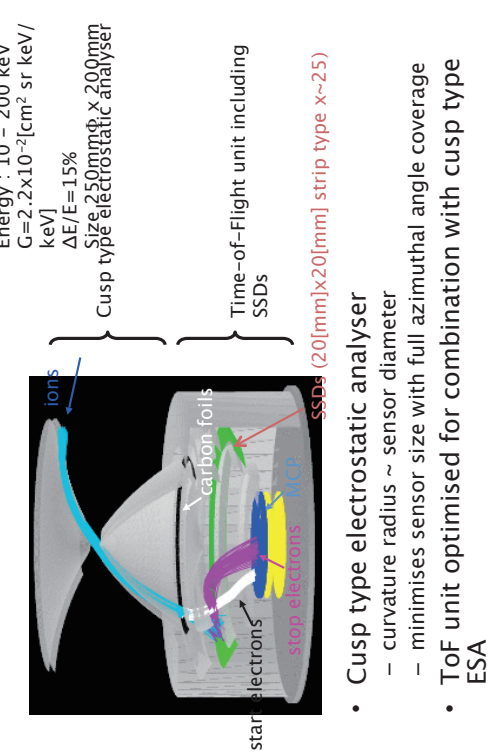 Energy : 10 – 200 keV
G=2.2x10⁻²[cm² sr keV/
keV]
ΔE/E=15%
Size 250mmΦ x 200mm
Cusp type electrostatic analyser
Time-of-Flight unit including
SSDs
SSDs (20[mm]x20[mm] strip type x~25)
ions
carbon foils
MCP
stop electrons
start electrons
• Cusp type electrostatic analyser
– curvature radius ~ sensor diameter
– minimises sensor size with full azimuthal angle coverage
• ToF unit optimised for combination with cusp type
ESA